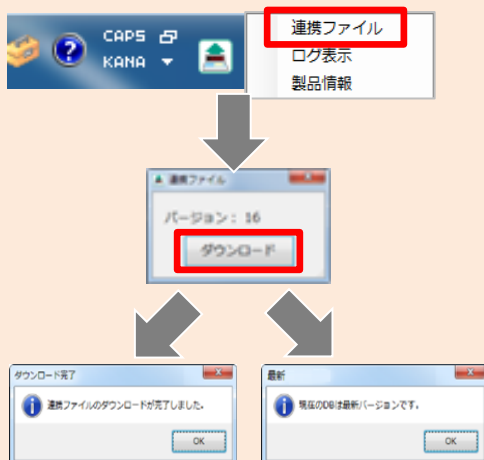 CAPS
KANA
連携ファイル
ログ表示
製品情報
連携ファイル
バージョン： 16
ダウンロード
ダウンロード完了
連携ファイルのダウンロードが完了しました。
OK
最新
現在のDBは最新バージョンです。
OK